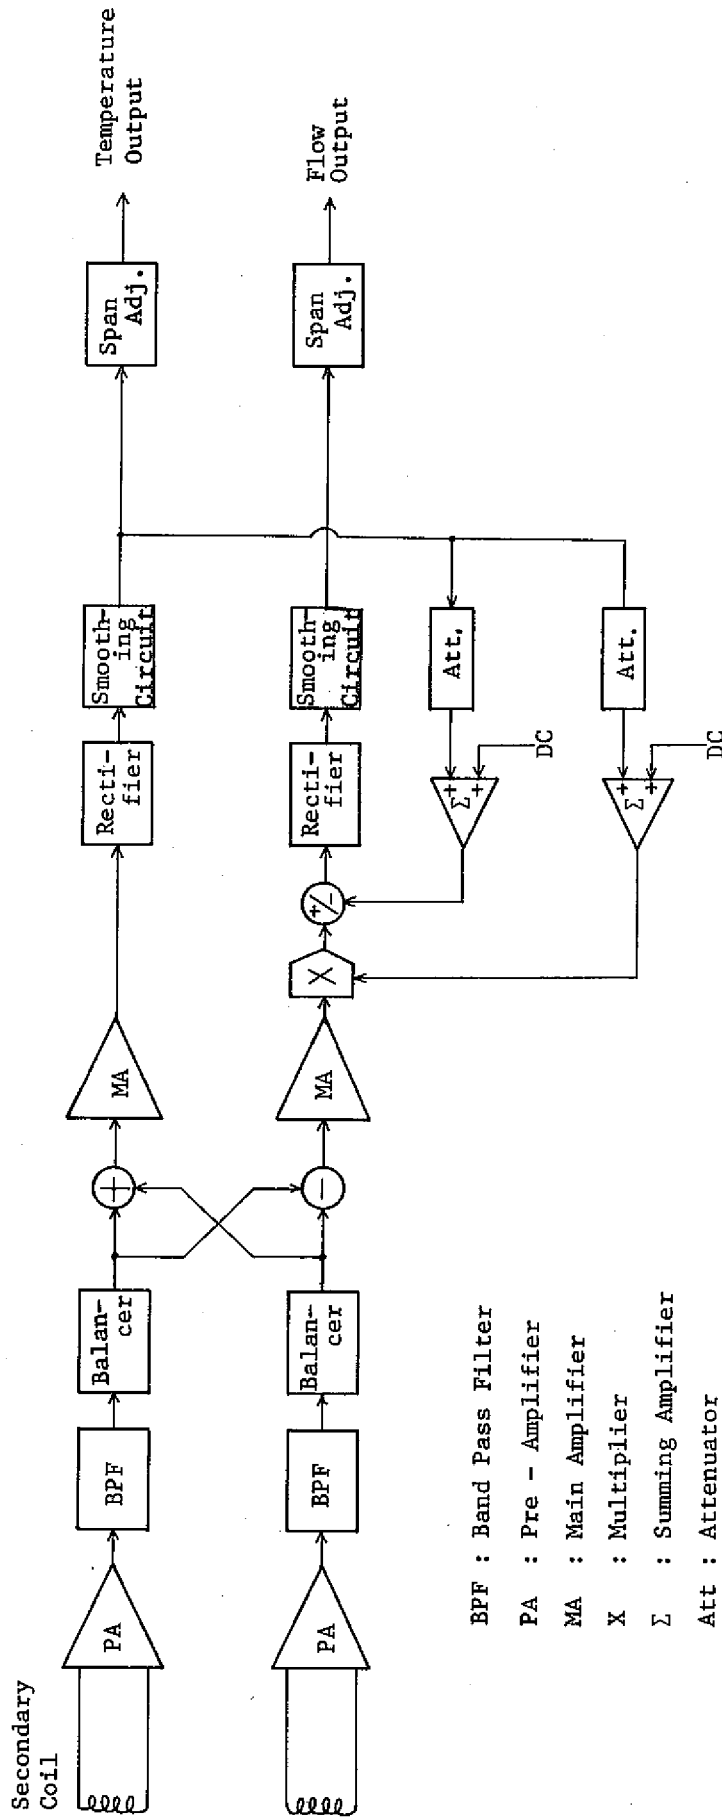 Secondary
Coil
PA
BPF
Balan-
cer
+
MA
Recti-
fier
Smooth-
ing
Circuit
Span
Adj.
Temperature
Output
PA
BPF
Balan-
cer
-
MA
X
+/-
Recti-
fier
Smooth-
ing
Circuit
Span
Adj.
Flow
Output
Att.
Σ
+
+
DC
Att.
Σ
+
+
DC
BPF : Band Pass Filter
PA : Pre - Amplifier
MA : Main Amplifier
X : Multiplier
Σ : Summing Amplifier
Att : Attenuator